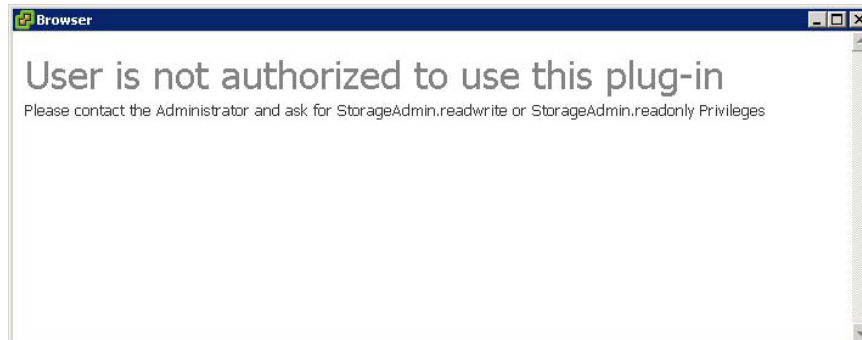 Browser
User is not authorized to use this plug-in
Please contact the Administrator and ask for StorageAdmin.readwrite or StorageAdmin.readonly Privileges